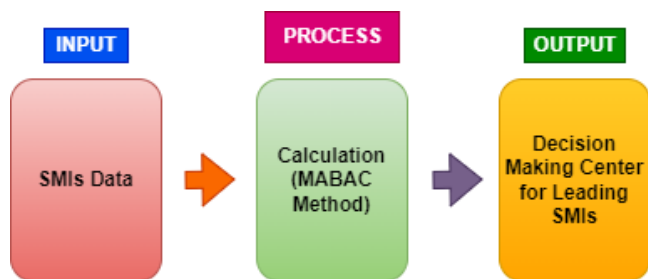 INPUT
PROCESS
OUTPUT
SMIs Data
Calculation
(MABAC
Method)
Decision
Making Center
for Leading
SMIs